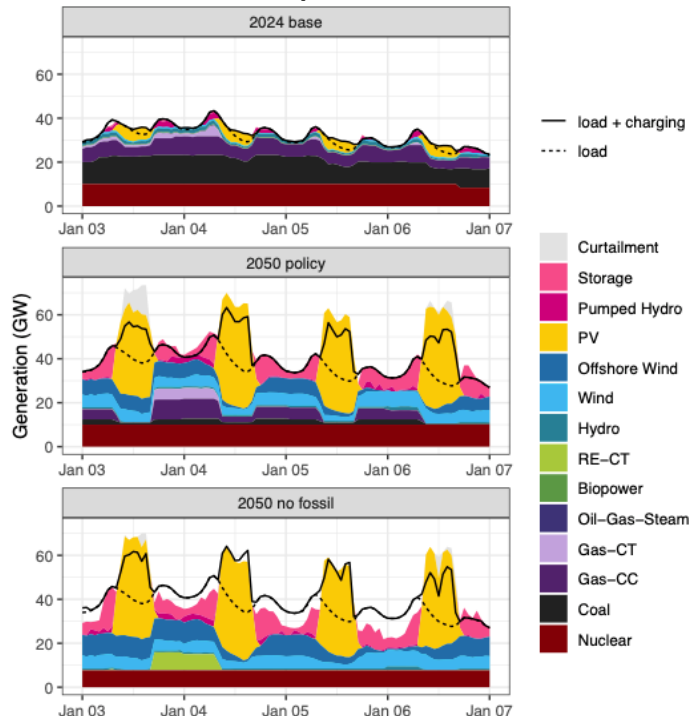 2024 base
60
40
20
0
Jan 03
Jan 04
Jan 05
Jan 06
Jan 07
2050 policy
60
40
20
0
Jan 03
Jan 04
Jan 05
Jan 06
Jan 07
2050 no fossil
60
40
20
0
Jan 03
Jan 04
Jan 05
Jan 06
Jan 07
Generation (GW)
load + charging
load
Curtailment
Storage
Pumped Hydro
PV
Offshore Wind
Wind
Hydro
RE−CT
Biopower
Oil−Gas−Steam
Gas−CT
Gas−CC
Coal
Nuclear